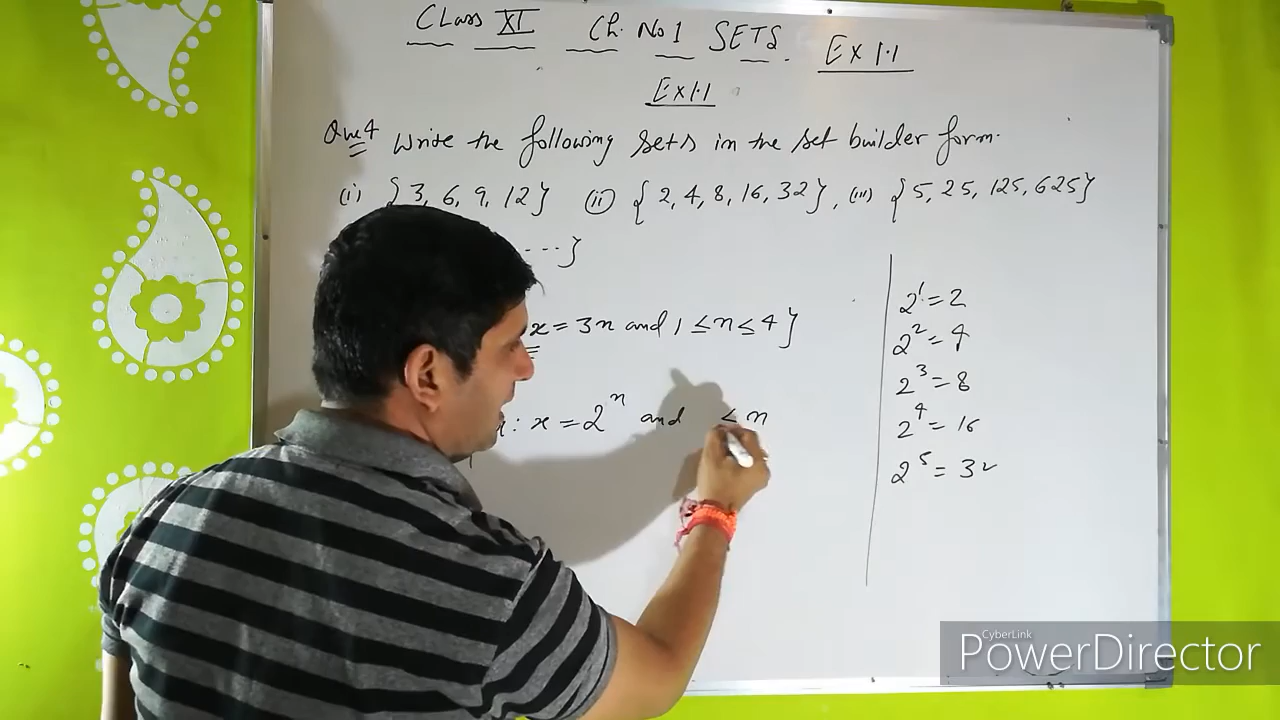 Class XI Ch. No 1 SETS. Ex 1.1
Ex 1.1
Que 4 Write the following sets in the set builder form.
(i) {3, 6, 9, 12} (ii) {2, 4, 8, 16, 32}, (iii) {5, 25, 125, 625}
...}
x = 3n and 1 ≤ n ≤ 4}
: x = 2^n and ≤ n
2^1 = 2
2^2 = 4
2^3 = 8
2^4 = 16
2^5 = 32
CyberLink
PowerDirector